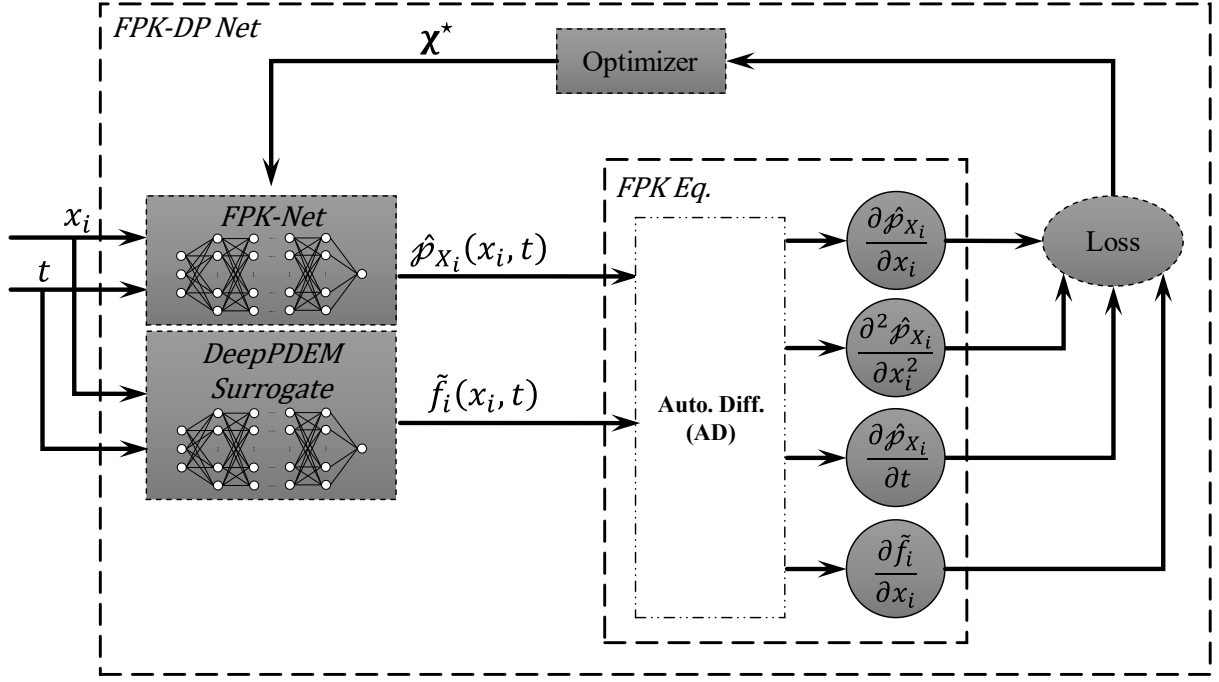 FPK-DP Net
χ*
Optimizer
FPK Eq.
x_i
FPK-Net
t
p̂_{X_i}(x_i, t)
∂p̂_{X_i}
∂x_i
Loss
DeepPDEM
Surrogate
f̃_i(x_i, t)
∂²p̂_{X_i}
∂x_i²
Auto. Diff.
(AD)
∂p̂_{X_i}
∂t
∂f̃_i
∂x_i